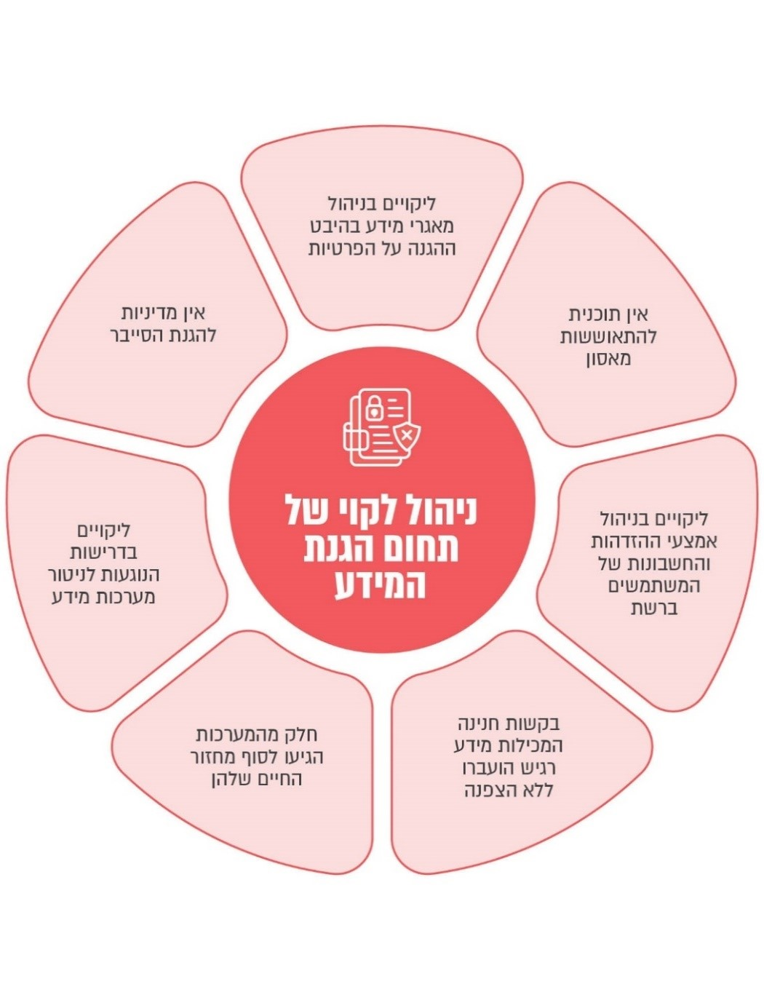 ליקויים בניהול
מאגרי מידע בהיבט
ההגנה על הפרטיות
אין תוכנית
להתאוששות
מאסון
ליקויים בניהול
אמצעי ההזדהות
והחשבונות של
המשתמשים
ברשת
בקשות חנינה
המכילות מידע
רגיש הועברו
ללא הצפנה
חלק מהמערכות
הגיעו לסוף מחזור
החיים שלהן
ליקויים
בדרישות
הנוגעות לניטור
מערכות מידע
אין מדיניות
להגנת הסייבר
ניהול לקוי של
תחום הגנת
המידע